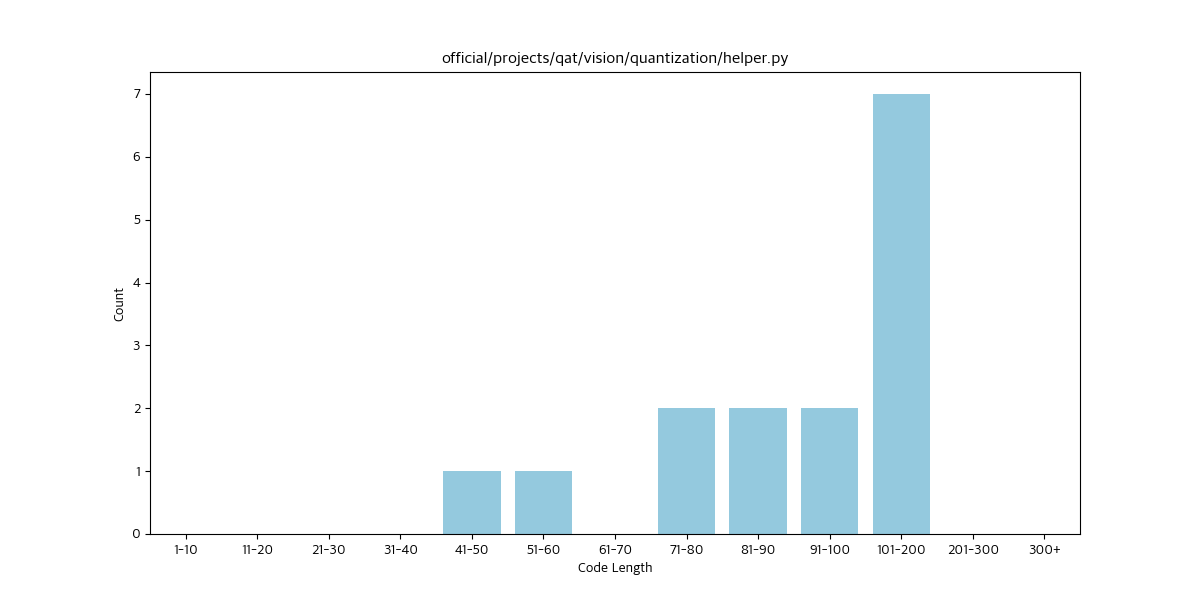 official/projects/qat/vision/quantization/helper.py
7
6
5
4
3
2
1
0
Count
1-10 11-20 21-30 31-40 41-50 51-60 61-70 71-80 81-90 91-100 101-200 201-300 300+
Code Length